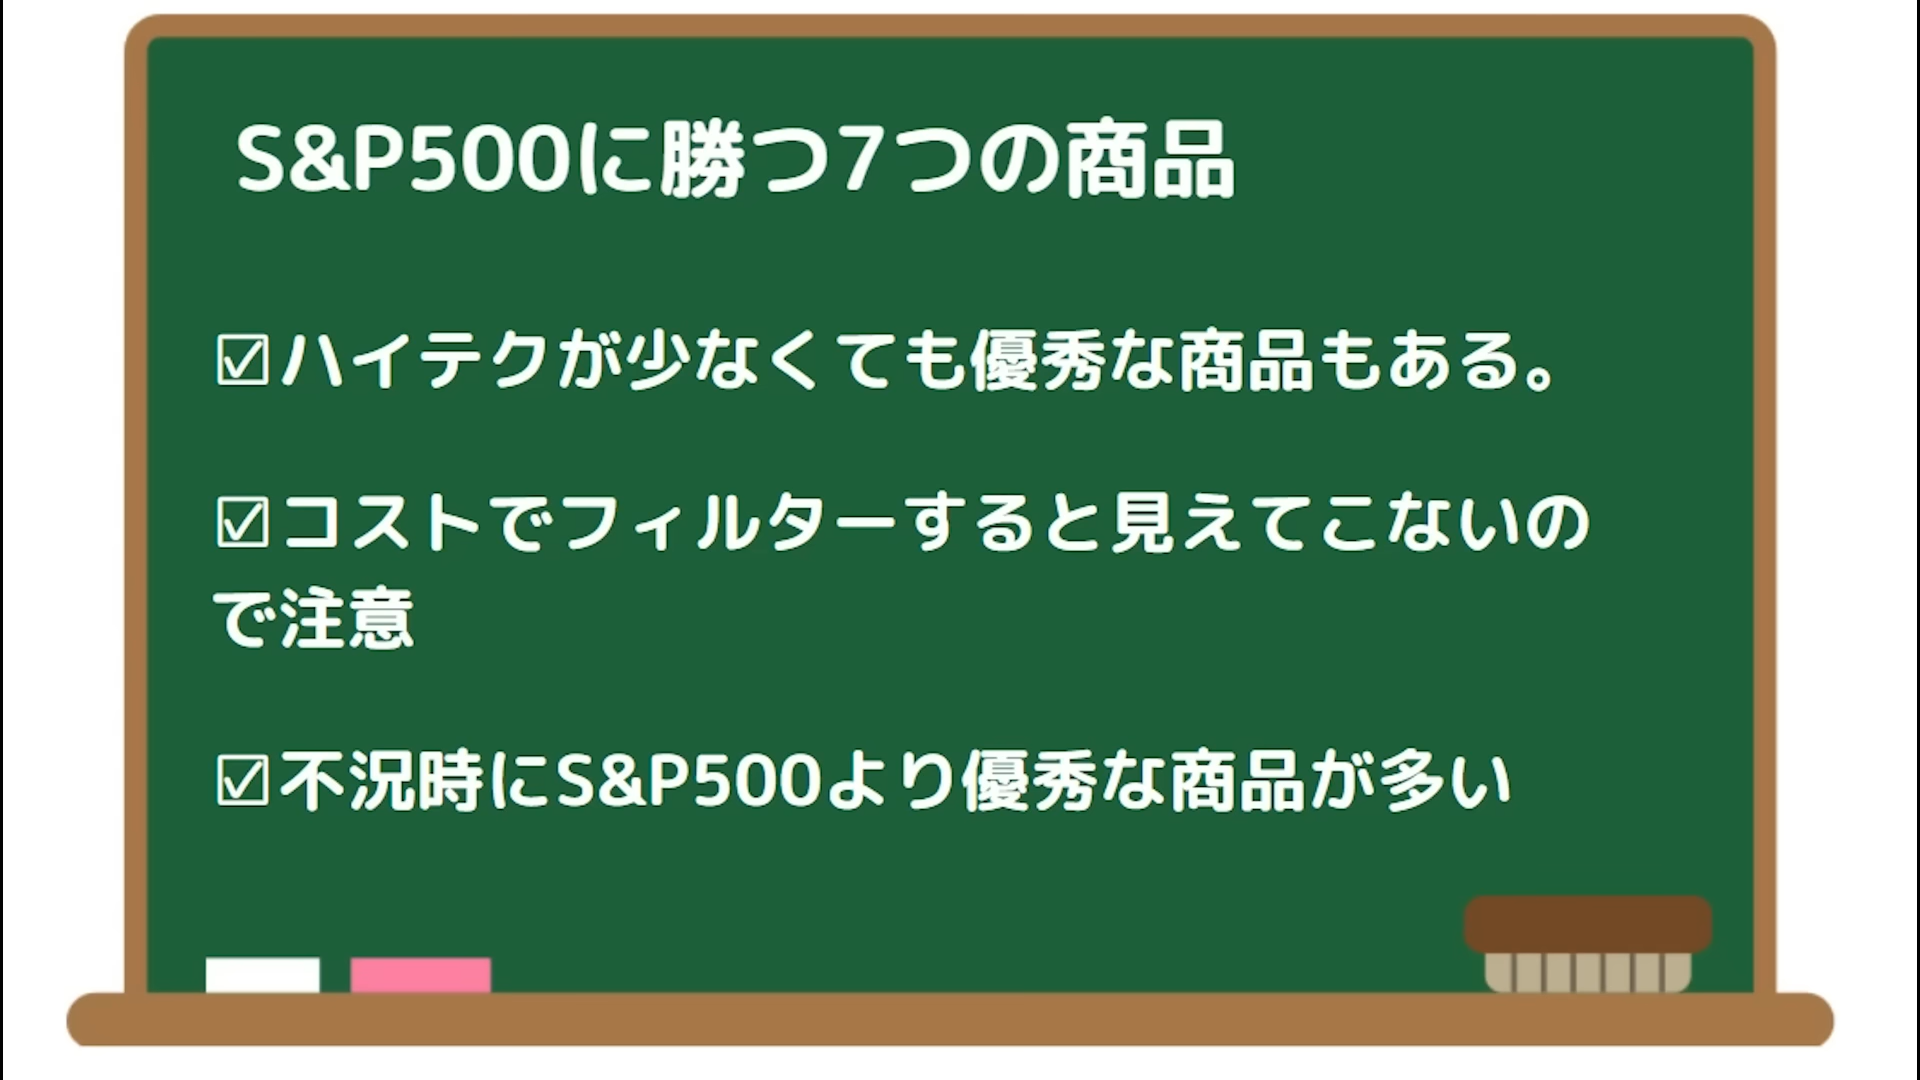 S&P500に勝つ7つの商品
☑ハイテクが少なくても優秀な商品もある。
☑コストでフィルターすると見えてこないの
で注意
☑不況時にS&P500より優秀な商品が多い